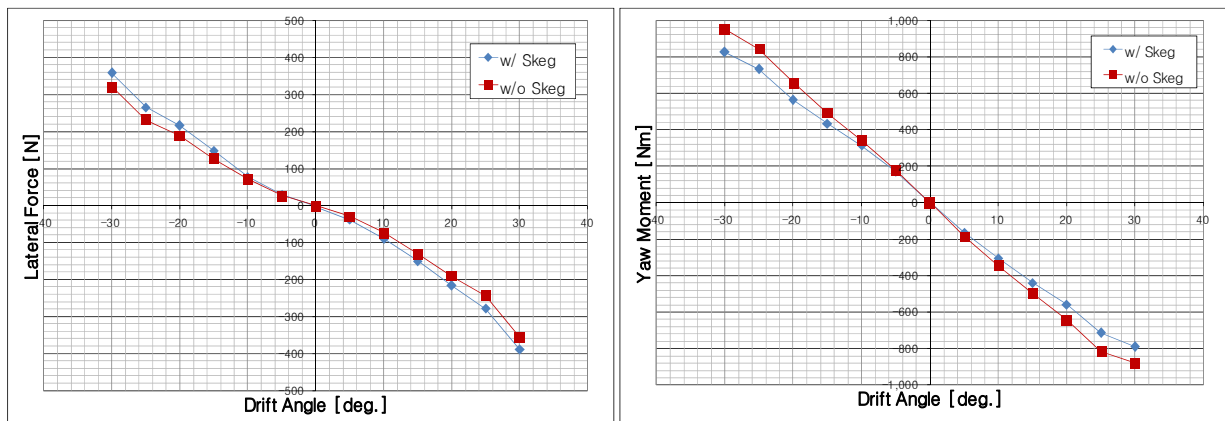 500
400
300
200
100
-40 -30 -20 -10 0 10 20 30 40
-100
-200
-300
-400
-500
Lateral Force [N]
Drift Angle [deg.]
w/ Skeg
w/o Skeg
1,000
800
600
400
200
0
-40 -30 -20 -10 0 10 20 30 40
-200
-400
-600
-800
-1,000
Yaw Moment [Nm]
Drift Angle [deg.]
w/ Skeg
w/o Skeg